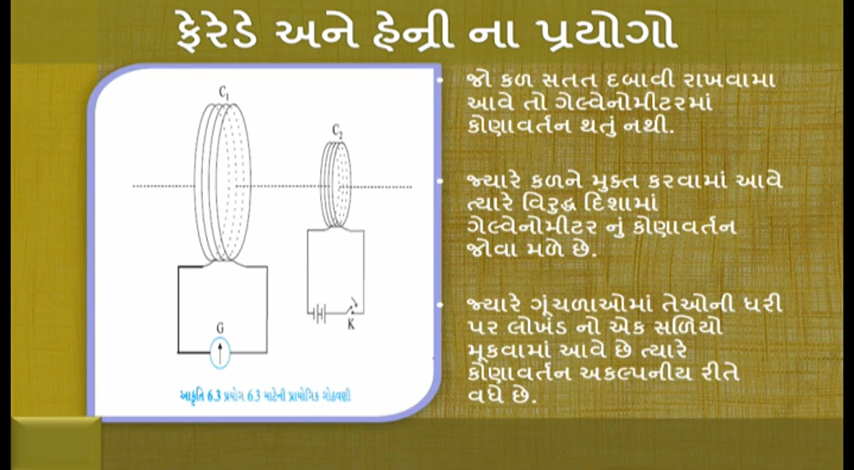 ફેરેડે અને હેન્રી ના પ્રયોગો
C1
C2
G
K
આકૃતિ 6.3 પ્રયોગ 6.3 માટેની પ્રાયોગિક ગોઠવણી
• જો કળ સતત દબાવી રાખવામા
આવે તો ગેલ્વેનોમીટરમાં
કોણાવર્તન થતું નથી.
• જ્યારે કળને મુક્ત કરવામાં આવે
ત્યારે વિરુદ્ધ દિશામાં
ગેલ્વેનોમીટર નું કોણાવર્તન
જોવા મળે છે.
• જ્યારે ગૂંચળાઓમાં તેઓની ધરી
પર લોખંડ નો એક સળિયો
મૂકવામાં આવે છે ત્યારે
કોણાવર્તન અકલ્પનીય રીતે
વધે છે.